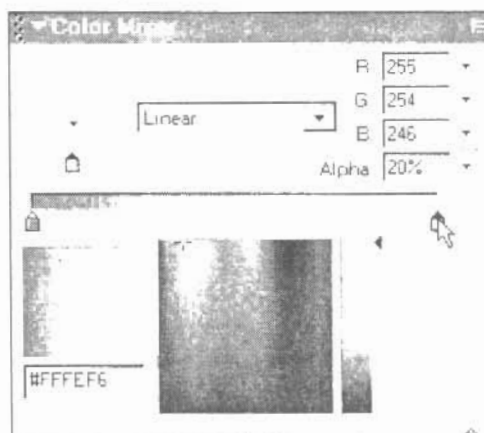 Color Mixer
R 255
G 254
Linear
B 246
Alpha 20%
#FFFEF6